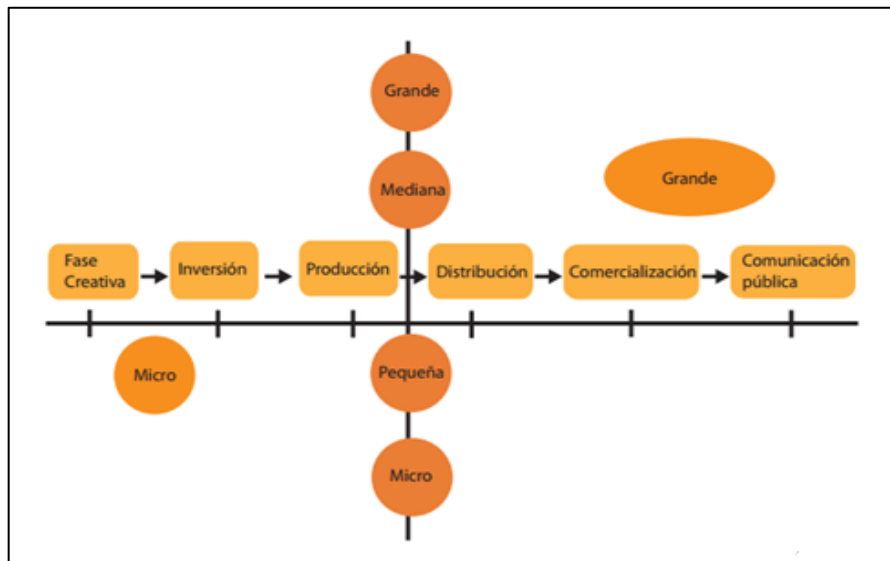 Grande
Mediana
Grande
Fase
Creativa
Inversión
Producción
Distribución
Comercialización
Comunicación
pública
Micro
Pequeña
Micro